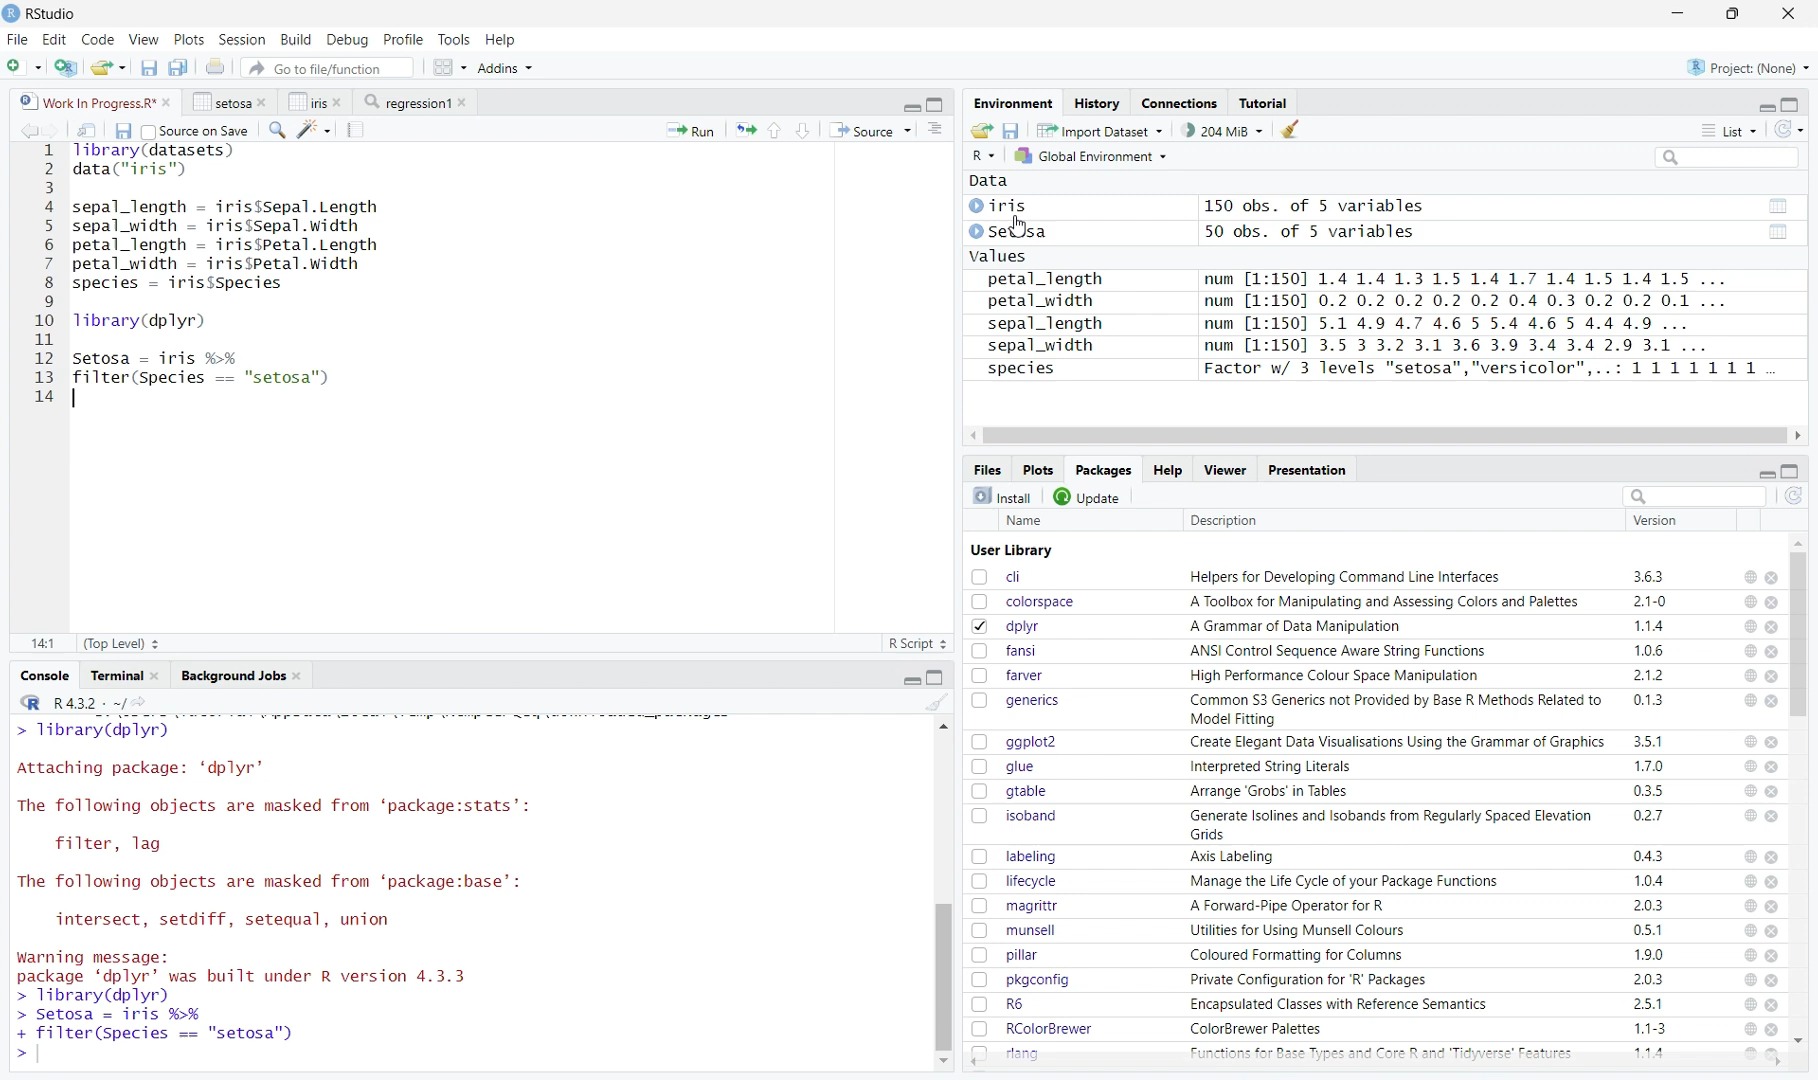 RStudio
File Edit Code View Plots Session Build Debug Profile Tools Help
Go to file/function Addins Project: (None)
Work In Progress.R* setosa iris regression1
Source on Save Run Source
1 library(datasets)
2 data("iris")
3
4 sepal_length = iris$Sepal.Length
5 sepal_width = iris$Sepal.Width
6 petal_length = iris$Petal.Length
7 petal_width = iris$Petal.Width
8 species = iris$Species
9
10 library(dplyr)
11
12 Setosa = iris %>%
13 filter(Species == "setosa")
14
14:1 (Top Level) R Script
Console Terminal Background Jobs
R 4.3.2 · ~/
> library(dplyr)
Attaching package: ‘dplyr’
The following objects are masked from ‘package:stats’:
filter, lag
The following objects are masked from ‘package:base’:
intersect, setdiff, setequal, union
Warning message:
package ‘dplyr’ was built under R version 4.3.3
> library(dplyr)
> Setosa = iris %>%
+ filter(Species == "setosa")
>
Environment History Connections Tutorial
Import Dataset 204 MiB List
R Global Environment
Data
iris 150 obs. of 5 variables
50 obs. of 5 variables
Values
petal_length num [1:150] 1.4 1.4 1.3 1.5 1.4 1.7 1.4 1.5 1.4 1.5 ...
petal_width num [1:150] 0.2 0.2 0.2 0.2 0.2 0.4 0.3 0.2 0.2 0.1 ...
sepal_length num [1:150] 5.1 4.9 4.7 4.6 5 5.4 4.6 5 4.4 4.9 ...
sepal_width num [1:150] 3.5 3 3.2 3.1 3.6 3.9 3.4 3.4 2.9 3.1 ...
species Factor w/ 3 levels "setosa","versicolor",..: 1 1 1 1 1 1 1 ...
Files Plots Packages Help Viewer Presentation
Install Update
Name Description Version
User Library
cli Helpers for Developing Command Line Interfaces 3.6.3
colorspace A Toolbox for Manipulating and Assessing Colors and Palettes 2.1-0
dplyr A Grammar of Data Manipulation 1.1.4
fansi ANSI Control Sequence Aware String Functions 1.0.6
farver High Performance Colour Space Manipulation 2.1.2
generics Common S3 Generics not Provided by Base R Methods Related to 0.1.3
Model Fitting
ggplot2 Create Elegant Data Visualisations Using the Grammar of Graphics 3.5.1
glue Interpreted String Literals 1.7.0
gtable Arrange 'Grobs' in Tables 0.3.5
isoband Generate Isolines and Isobands from Regularly Spaced Elevation 0.2.7
Grids
labeling Axis Labeling 0.4.3
lifecycle Manage the Life Cycle of your Package Functions 1.0.4
magrittr A Forward-Pipe Operator for R 2.0.3
munsell Utilities for Using Munsell Colours 0.5.1
pillar Coloured Formatting for Columns 1.9.0
pkgconfig Private Configuration for 'R' Packages 2.0.3
R6 Encapsulated Classes with Reference Semantics 2.5.1
RColorBrewer ColorBrewer Palettes 1.1-3
rlang Functions for Base Types and Core R and 'Tidyverse' Features 1.1.4